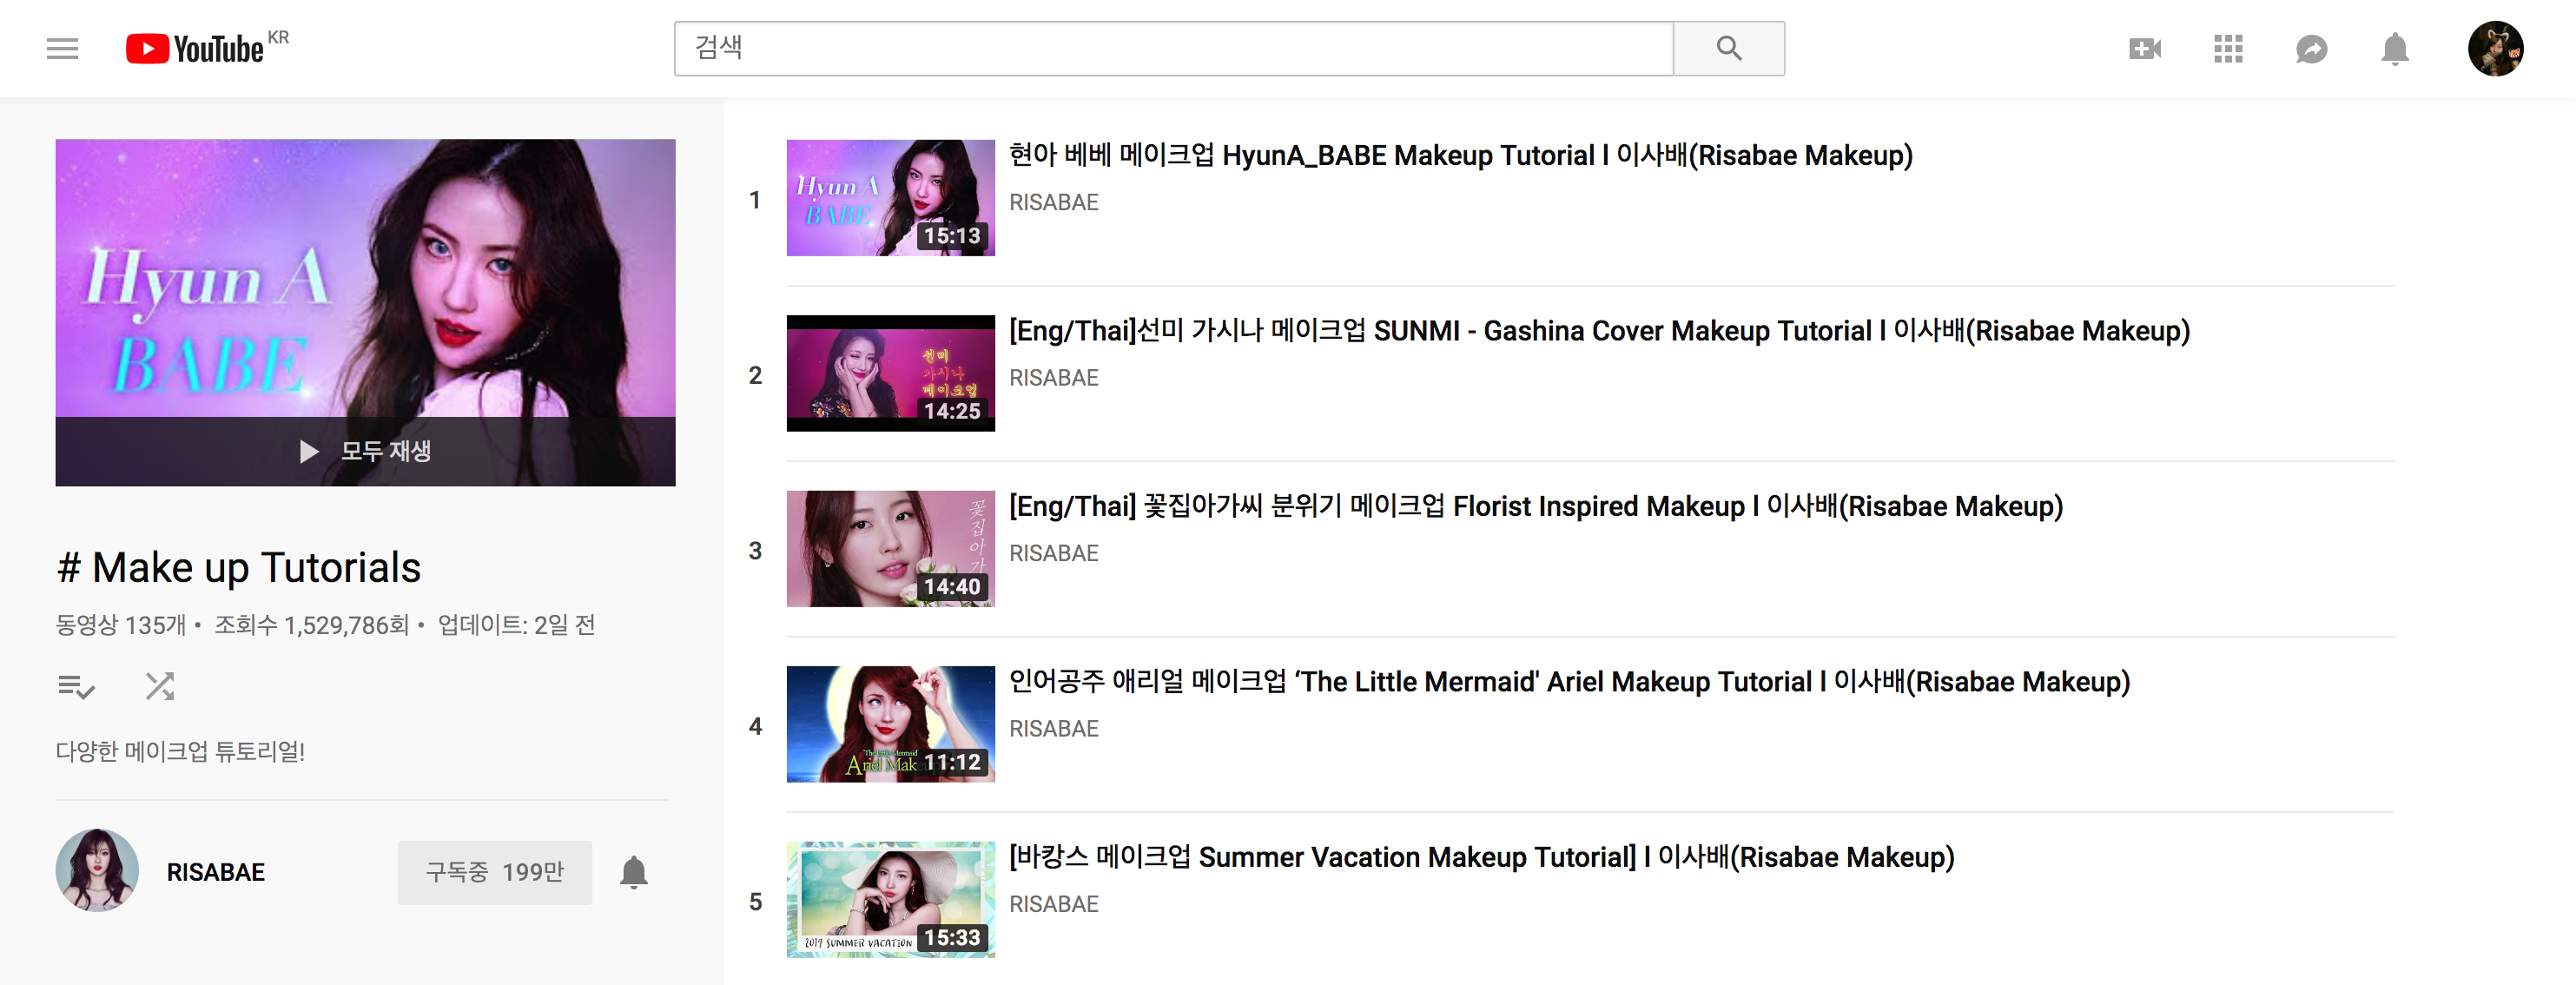 YouTube KR
검색
Hyun A
BABE
모두 재생
# Make up Tutorials
동영상 135개 • 조회수 1,529,786회 • 업데이트: 2일 전
다양한 메이크업 튜토리얼!
RISABAE
구독중 199만
1
Hyun A
BABE
15:13
현아 베베 메이크업 HyunA_BABE Makeup Tutorial l 이사배(Risabae Makeup)
RISABAE
2
선미
가시나
메이크업
14:25
[Eng/Thai]선미 가시나 메이크업 SUNMI - Gashina Cover Makeup Tutorial l 이사배(Risabae Makeup)
RISABAE
3
꽃집아가
14:40
[Eng/Thai] 꽃집아가씨 분위기 메이크업 Florist Inspired Makeup l 이사배(Risabae Makeup)
RISABAE
4
'The Little Mermaid'
Ariel Make
11:12
인어공주 애리얼 메이크업 ‘The Little Mermaid' Ariel Makeup Tutorial l 이사배(Risabae Makeup)
RISABAE
5
2017 SUMMER VACATION
15:33
[바캉스 메이크업 Summer Vacation Makeup Tutorial] l 이사배(Risabae Makeup)
RISABAE